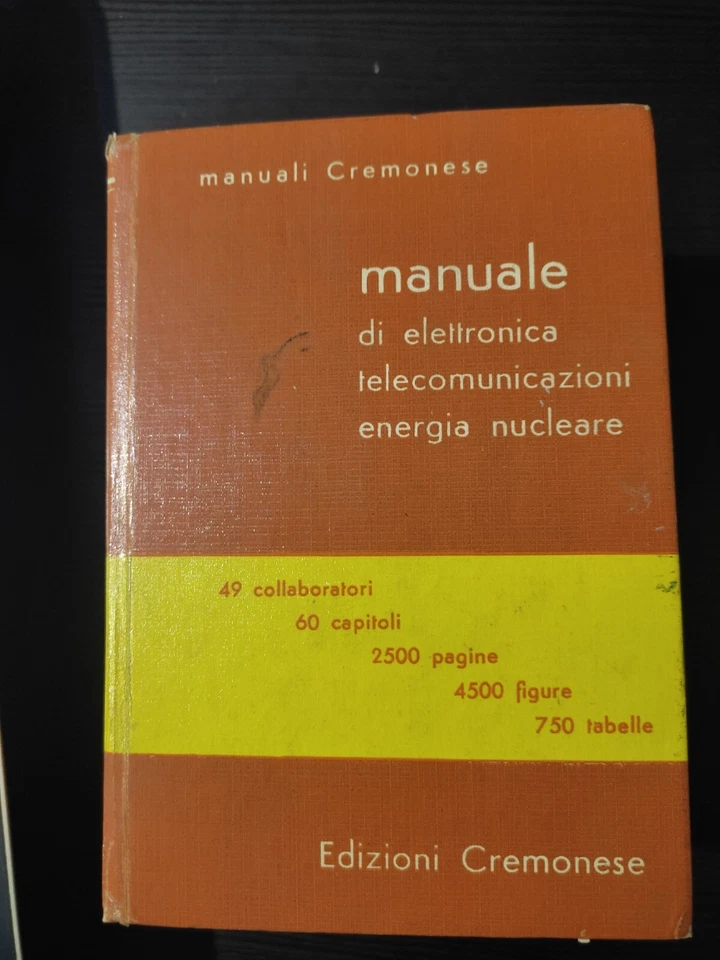 manuali Cremonese
manuale
di elettronica
telecomunicazioni
energia nucleare
49 collaboratori
60 capitoli
2500 pagine
4500 figure
750 tabelle
Edizioni Cremonese